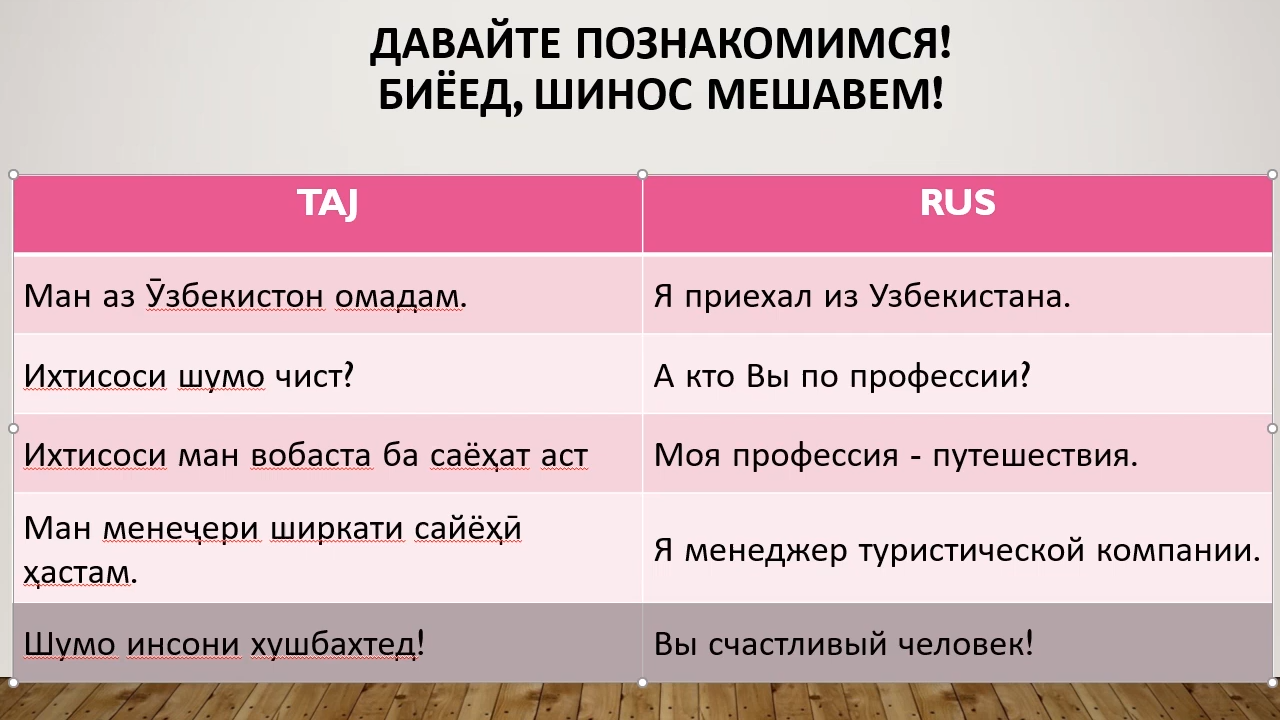 ДАВАЙТЕ ПОЗНАКОМИМСЯ!
БИЁЕД, ШИНОС МЕШАВЕМ!
TAJ
RUS
Ман аз Ӯзбекистон омадам.
Я приехал из Узбекистана.
Ихтисоси шумо чист?
А кто Вы по профессии?
Ихтисоси ман вобаста ба саёҳат аст
Моя профессия - путешествия.
Ман менеҷери ширкати сайёҳӣ
ҳастам.
Я менеджер туристической компании.
Шумо инсони хушбахтед!
Вы счастливый человек!